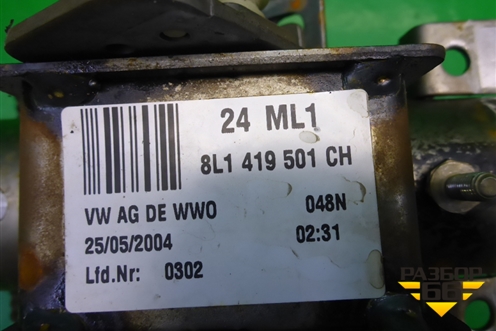 24 ML1
8L1 419 501 CH
VW AG DE WWO 048N
25/05/2004 02:31
Lfd.Nr: 0302
РАЗБОР
66